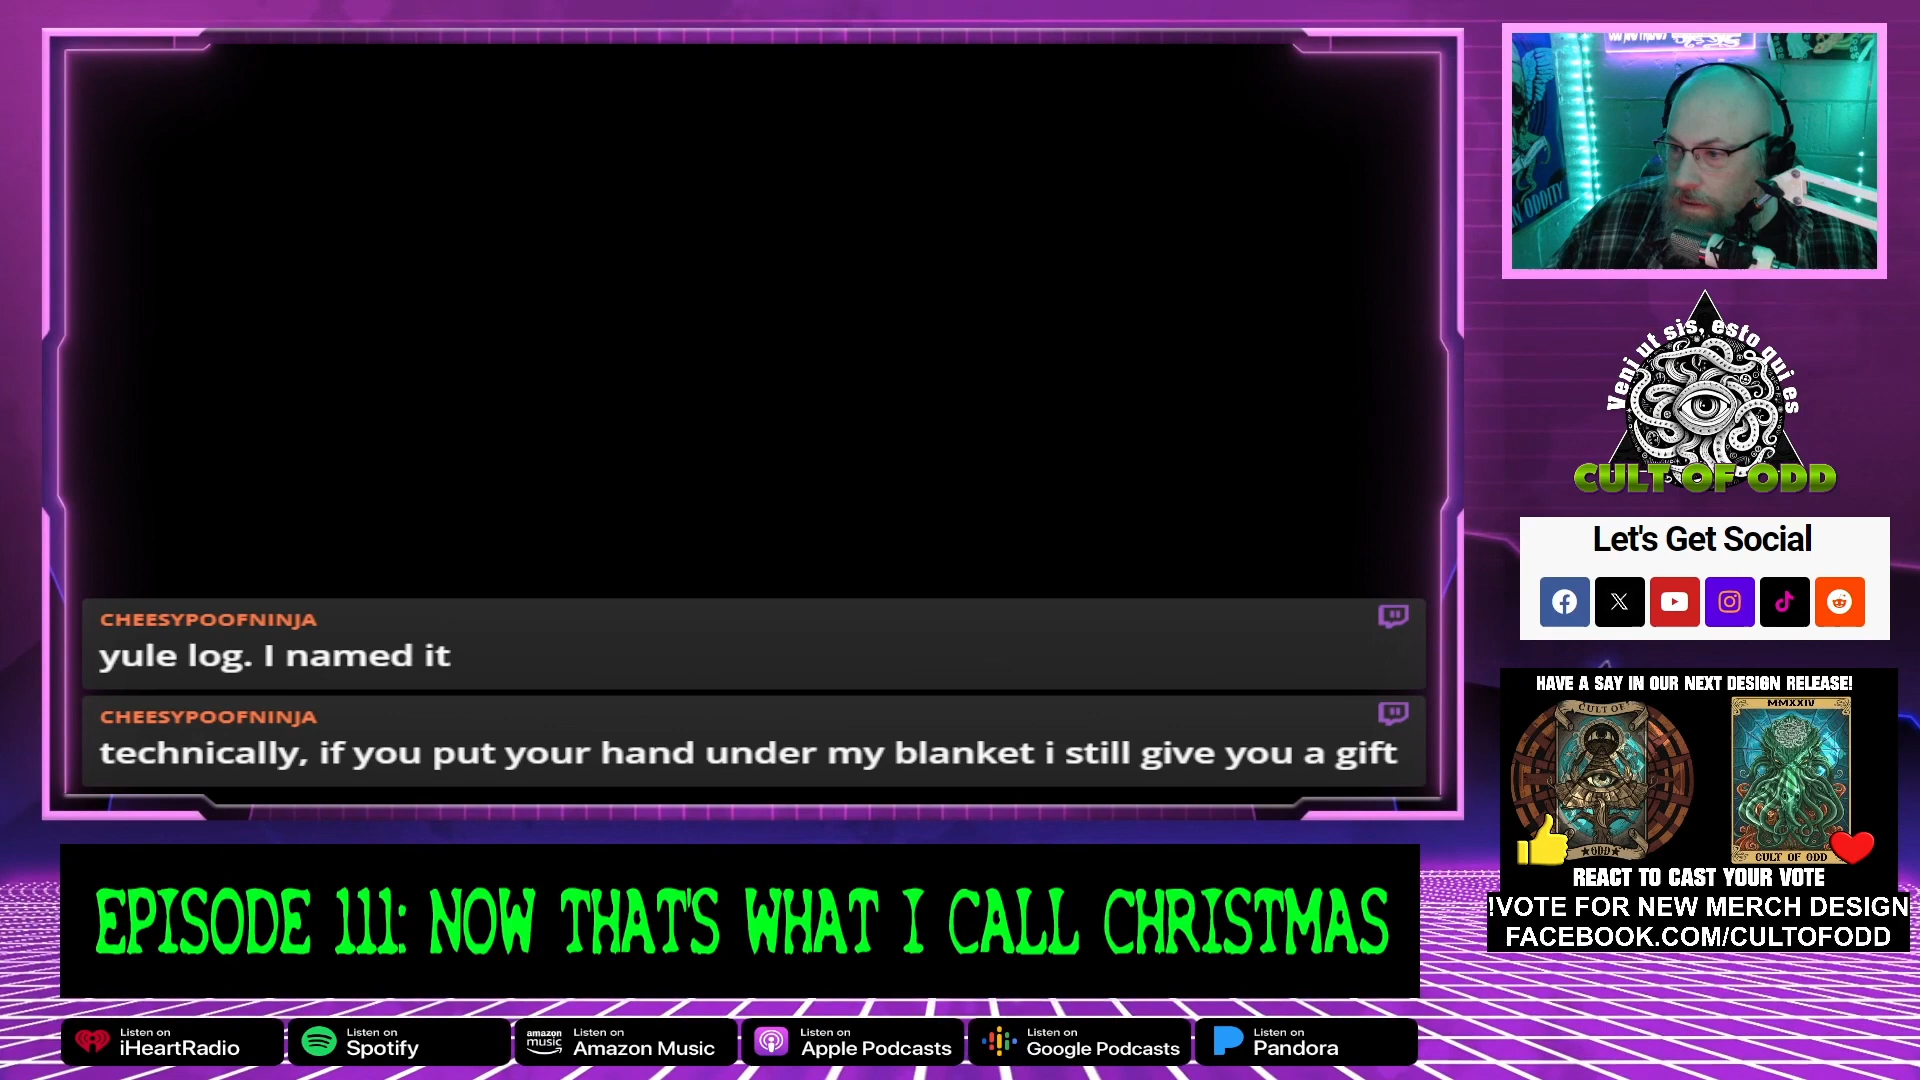 CHEESYPOOFNINJA
yule log. I named it
CHEESYPOOFNINJA
technically, if you put your hand under my blanket i still give you a gift
EPISODE 111: NOW THAT'S WHAT I CALL CHRISTMAS
Listen on
iHeartRadio
Listen on
Spotify
amazon
music
Listen on
Amazon Music
Listen on
Apple Podcasts
Listen on
Google Podcasts
Listen on
Pandora
N ODDITY
Veni ut sis, esto qui es
CULT OF ODD
Let's Get Social
HAVE A SAY IN OUR NEXT DESIGN RELEASE!
CULT OF
ODD
MMXXIV
CULT OF ODD
REACT TO CAST YOUR VOTE
!VOTE FOR NEW MERCH DESIGN
FACEBOOK.COM/CULTOFODD